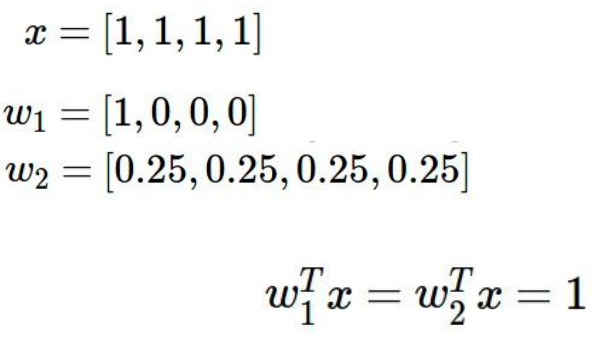 x = [1, 1, 1, 1]
w₁ = [1, 0, 0, 0]
w₂ = [0.25, 0.25, 0.25, 0.25]
w₁ᵀx = w₂ᵀx = 1